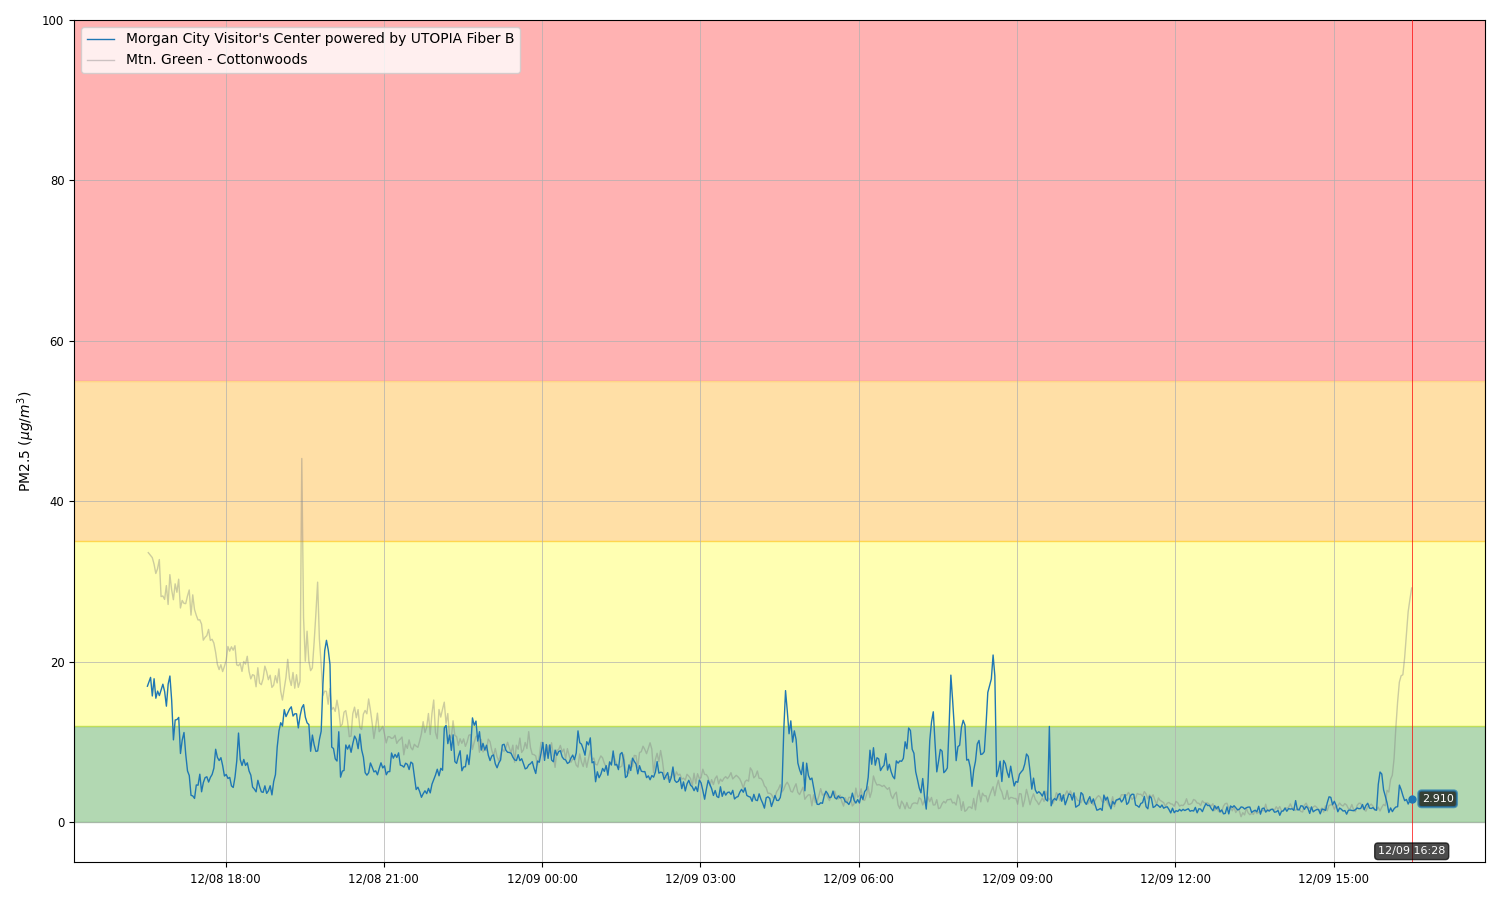 100
Morgan City Visitor's Center powered by UTOPIA Fiber B
Mtn. Green - Cottonwoods
80
60
PM2.5 (μg/m³)
40
20
2.910
0
12/09 16:28
12/08 18:00 12/08 21:00 12/09 00:00 12/09 03:00 12/09 06:00 12/09 09:00 12/09 12:00 12/09 15:00